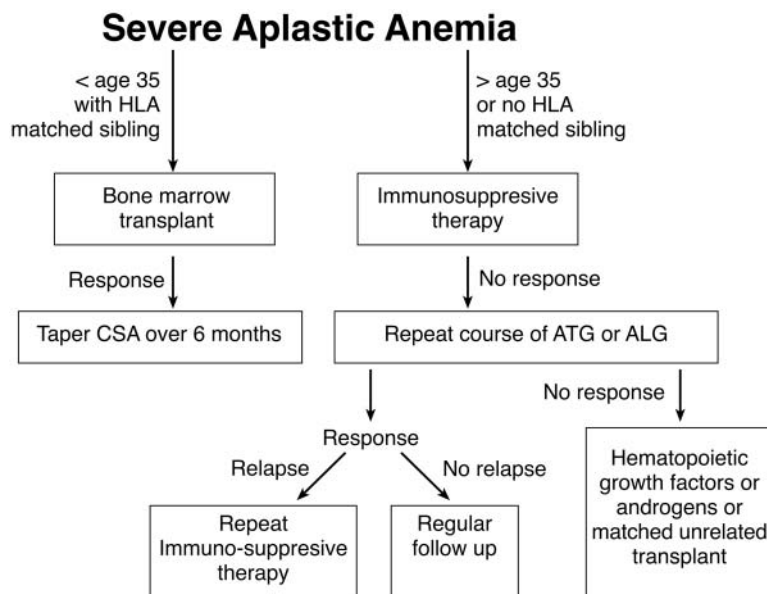 Severe Aplastic Anemia
< age 35
with HLA
matched sibling
> age 35
or no HLA
matched sibling
Bone marrow
transplant
Immunosuppresive
therapy
Response
No response
Taper CSA over 6 months
Repeat course of ATG or ALG
No response
Response
Relapse
No relapse
Repeat
Immuno-suppresive
therapy
Regular
follow up
Hematopoietic
growth factors or
androgens or
matched unrelated
transplant